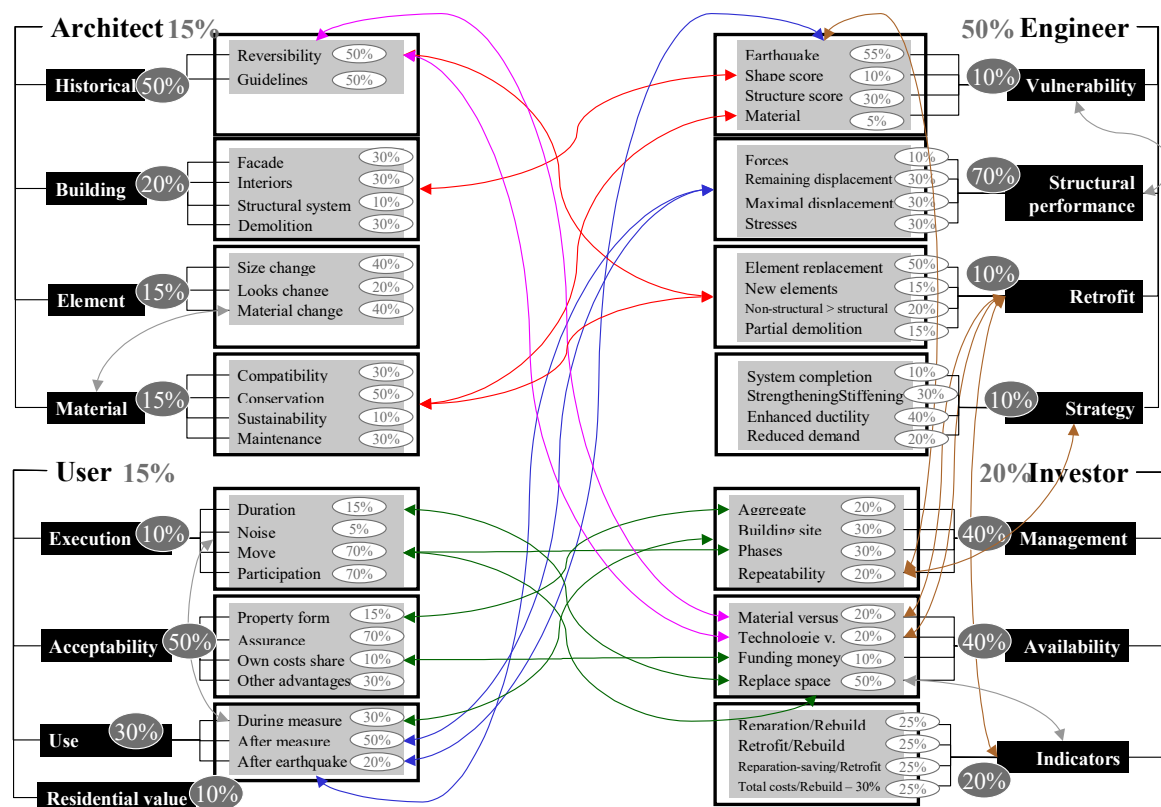 Architect 15%
Historical 50%
Reversibility 50%
Guidelines 50%
Building 20%
Facade 30%
Interiors 30%
Structural system 10%
Demolition 30%
Element 15%
Size change 40%
Looks change 20%
Material change 40%
Material 15%
Compatibility 30%
Conservation 50%
Sustainability 10%
Maintenance 30%
50% Engineer
Earthquake 55%
Shape score 10%
Structure score 30%
Material 5%
10% Vulnerability
Forces 10%
Remaining displacement 30%
Maximal displacement 30%
Stresses 30%
70% Structural
performance
Element replacement 50%
New elements 15%
Non-structural > structural 20%
Partial demolition 15%
10% Retrofit
System completion 10%
StrengtheningStiffening 30%
Enhanced ductility 40%
Reduced demand 20%
10% Strategy
User 15%
Execution 10%
Duration 15%
Noise 5%
Move 70%
Participation 70%
Acceptability 50%
Property form 15%
Assurance 70%
Own costs share 10%
Other advantages 30%
Use 30%
During measure 30%
After measure 50%
After earthquake 20%
Residential value 10%
20% Investor
Aggregate 20%
Building site 30%
Phases 30%
Repeatability 20%
40% Management
Material versus 20%
Technologie v. 20%
Funding money 10%
Replace space 50%
40% Availability
Reparation/Rebuild 25%
Retrofit/Rebuild 25%
Reparation-saving/Retrofit 25%
Total costs/Rebuild – 30% 25%
20% Indicators